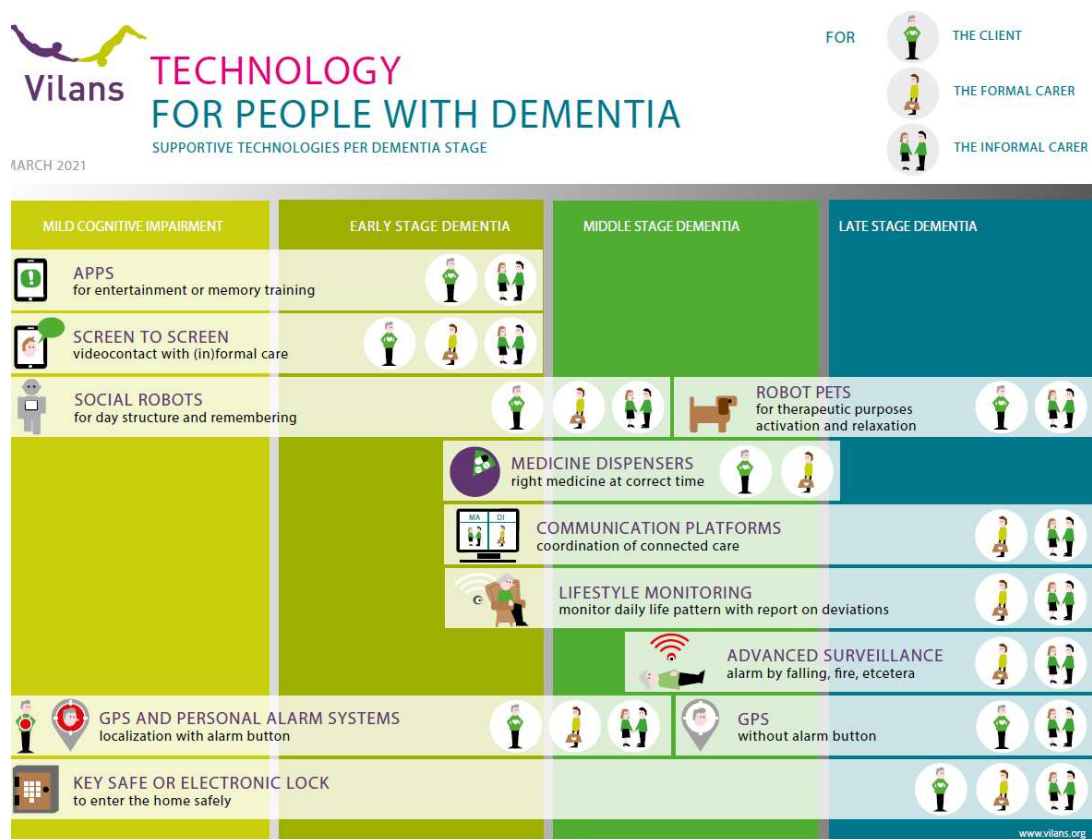 Vilans
TECHNOLOGY
FOR PEOPLE WITH DEMENTIA
SUPPORTIVE TECHNOLOGIES PER DEMENTIA STAGE
MARCH 2021
FOR
THE CLIENT
THE FORMAL CARER
THE INFORMAL CARER
MILD COGNITIVE IMPAIRMENT
EARLY STAGE DEMENTIA
MIDDLE STAGE DEMENTIA
LATE STAGE DEMENTIA
APPS
for entertainment or memory training
SCREEN TO SCREEN
videocontact with (in)formal care
SOCIAL ROBOTS
for day structure and remembering
ROBOT PETS
for therapeutic purposes
activation and relaxation
MEDICINE DISPENSERS
right medicine at correct time
MA DI
COMMUNICATION PLATFORMS
coordination of connected care
LIFESTYLE MONITORING
monitor daily life pattern with report on deviations
ADVANCED SURVEILLANCE
alarm by falling, fire, etcetera
GPS AND PERSONAL ALARM SYSTEMS
localization with alarm button
GPS
without alarm button
KEY SAFE OR ELECTRONIC LOCK
to enter the home safely
www.vilans.org